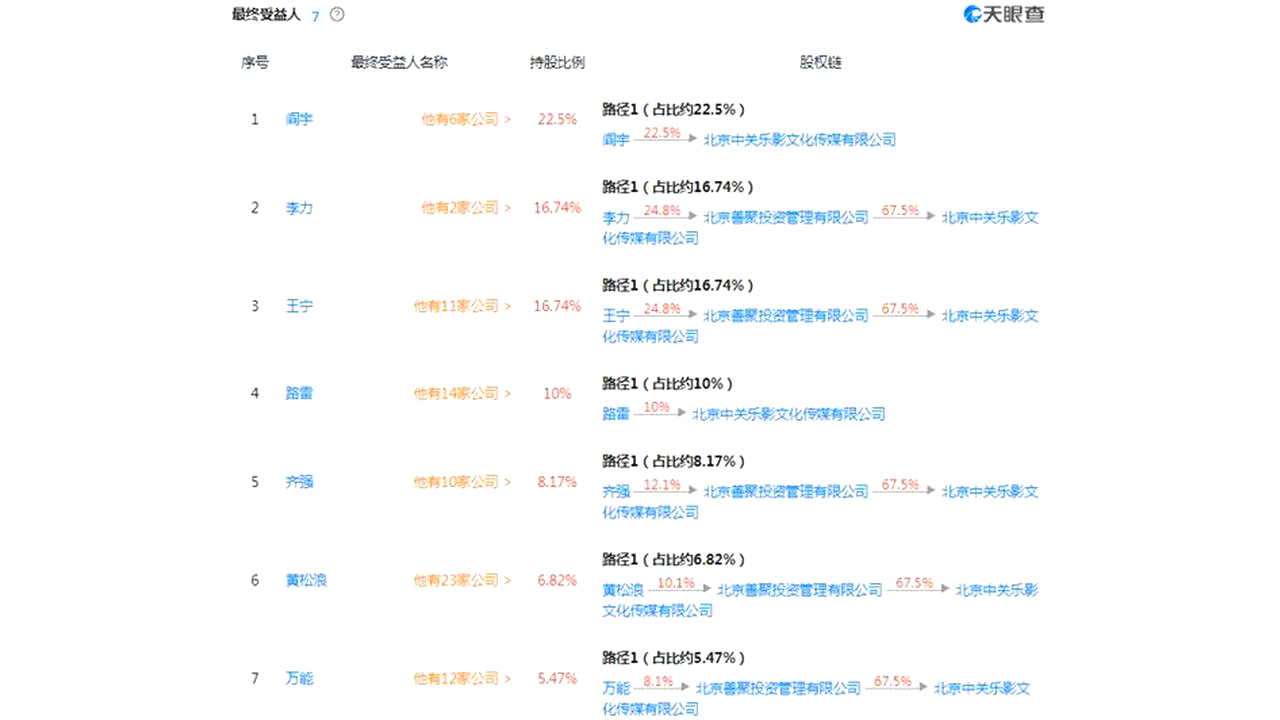 最终受益人 7 ?
天眼查
序号 最终受益人名称 持股比例 股权链
1 阎宇 他有6家公司 > 22.5%
路径1（占比约22.5%）
阎宇 22.5% 北京中关乐影文化传媒有限公司
2 李力 他有2家公司 > 16.74%
路径1（占比约16.74%）
李力 24.8% 北京善聚投资管理有限公司 67.5% 北京中关乐影文
化传媒有限公司
3 王宁 他有11家公司 > 16.74%
路径1（占比约16.74%）
王宁 24.8% 北京善聚投资管理有限公司 67.5% 北京中关乐影文
化传媒有限公司
4 路雷 他有14家公司 > 10%
路径1（占比约10%）
路雷 10% 北京中关乐影文化传媒有限公司
5 齐强 他有10家公司 > 8.17%
路径1（占比约8.17%）
齐强 12.1% 北京善聚投资管理有限公司 67.5% 北京中关乐影文
化传媒有限公司
6 黄松浪 他有23家公司 > 6.82%
路径1（占比约6.82%）
黄松浪 10.1% 北京善聚投资管理有限公司 67.5% 北京中关乐影
文化传媒有限公司
7 万能 他有12家公司 > 5.47%
路径1（占比约5.47%）
万能 8.1% 北京善聚投资管理有限公司 67.5% 北京中关乐影文
化传媒有限公司